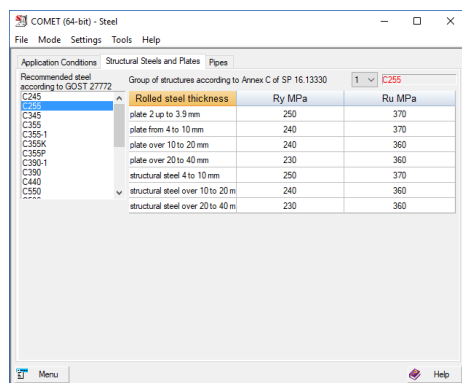 COMET (64-bit) - Steel
File Mode Settings Tools Help
Application Conditions Structural Steels and Plates Pipes
Recommended steel
according to GOST 27772
Group of structures according to Annex C of SP 16.13330 1 C255
C245
C255
C345
C355
C355-1
C355K
C355P
C390-1
C390
C440
C550
Rolled steel thickness Ry MPa Ru MPa
plate 2 up to 3.9 mm 250 370
plate from 4 to 10 mm 240 370
plate over 10 to 20 mm 240 360
plate over 20 to 40 mm 230 360
structural steel 4 to 10 mm 250 370
structural steel over 10 to 20 m 240 360
structural steel over 20 to 40 m 230 360
Menu Help